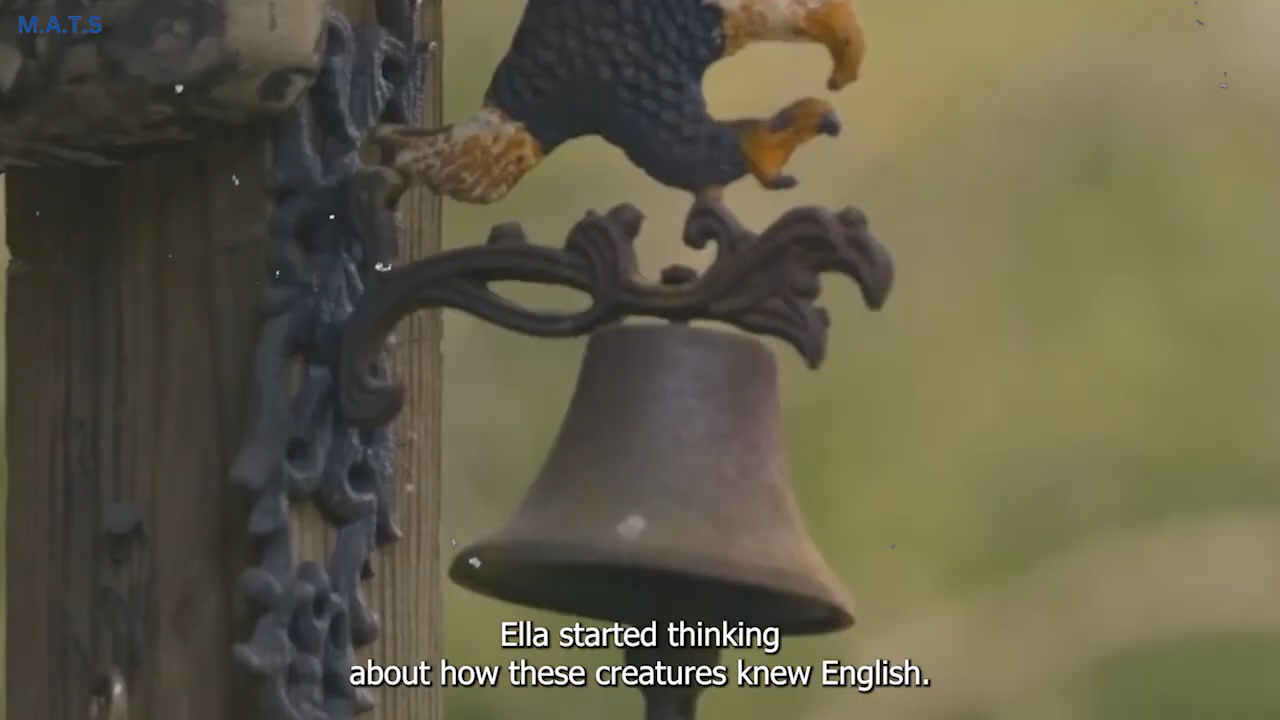 M.A.T.S
Ella started thinking
about how these creatures knew English.